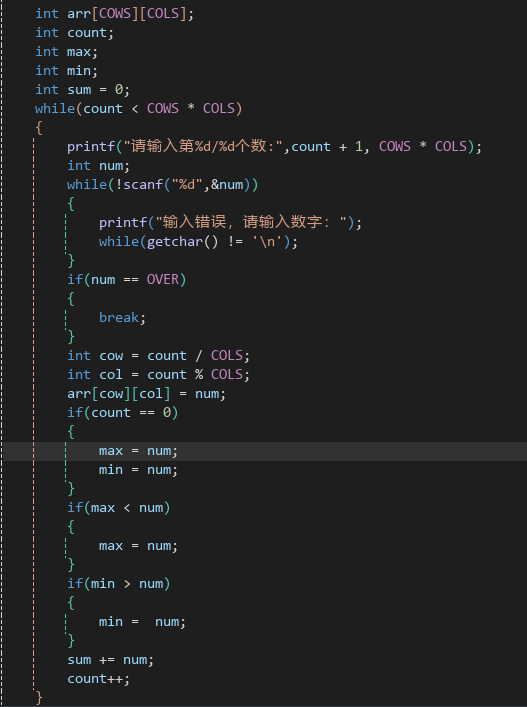 int arr[COWS][COLS];
int count;
int max;
int min;
int sum = 0;
while(count < COWS * COLS)
{
    printf("请输入第%d/%d个数:",count + 1, COWS * COLS);
    int num;
    while(!scanf("%d",&num))
    {
        printf("输入错误，请输入数字：");
        while(getchar() != '\n');
    }
    if(num == OVER)
    {
        break;
    }
    int cow = count / COLS;
    int col = count % COLS;
    arr[cow][col] = num;
    if(count == 0)
    {
        max = num;
        min = num;
    }
    if(max < num)
    {
        max = num;
    }
    if(min > num)
    {
        min =  num;
    }
    sum += num;
    count++;
}